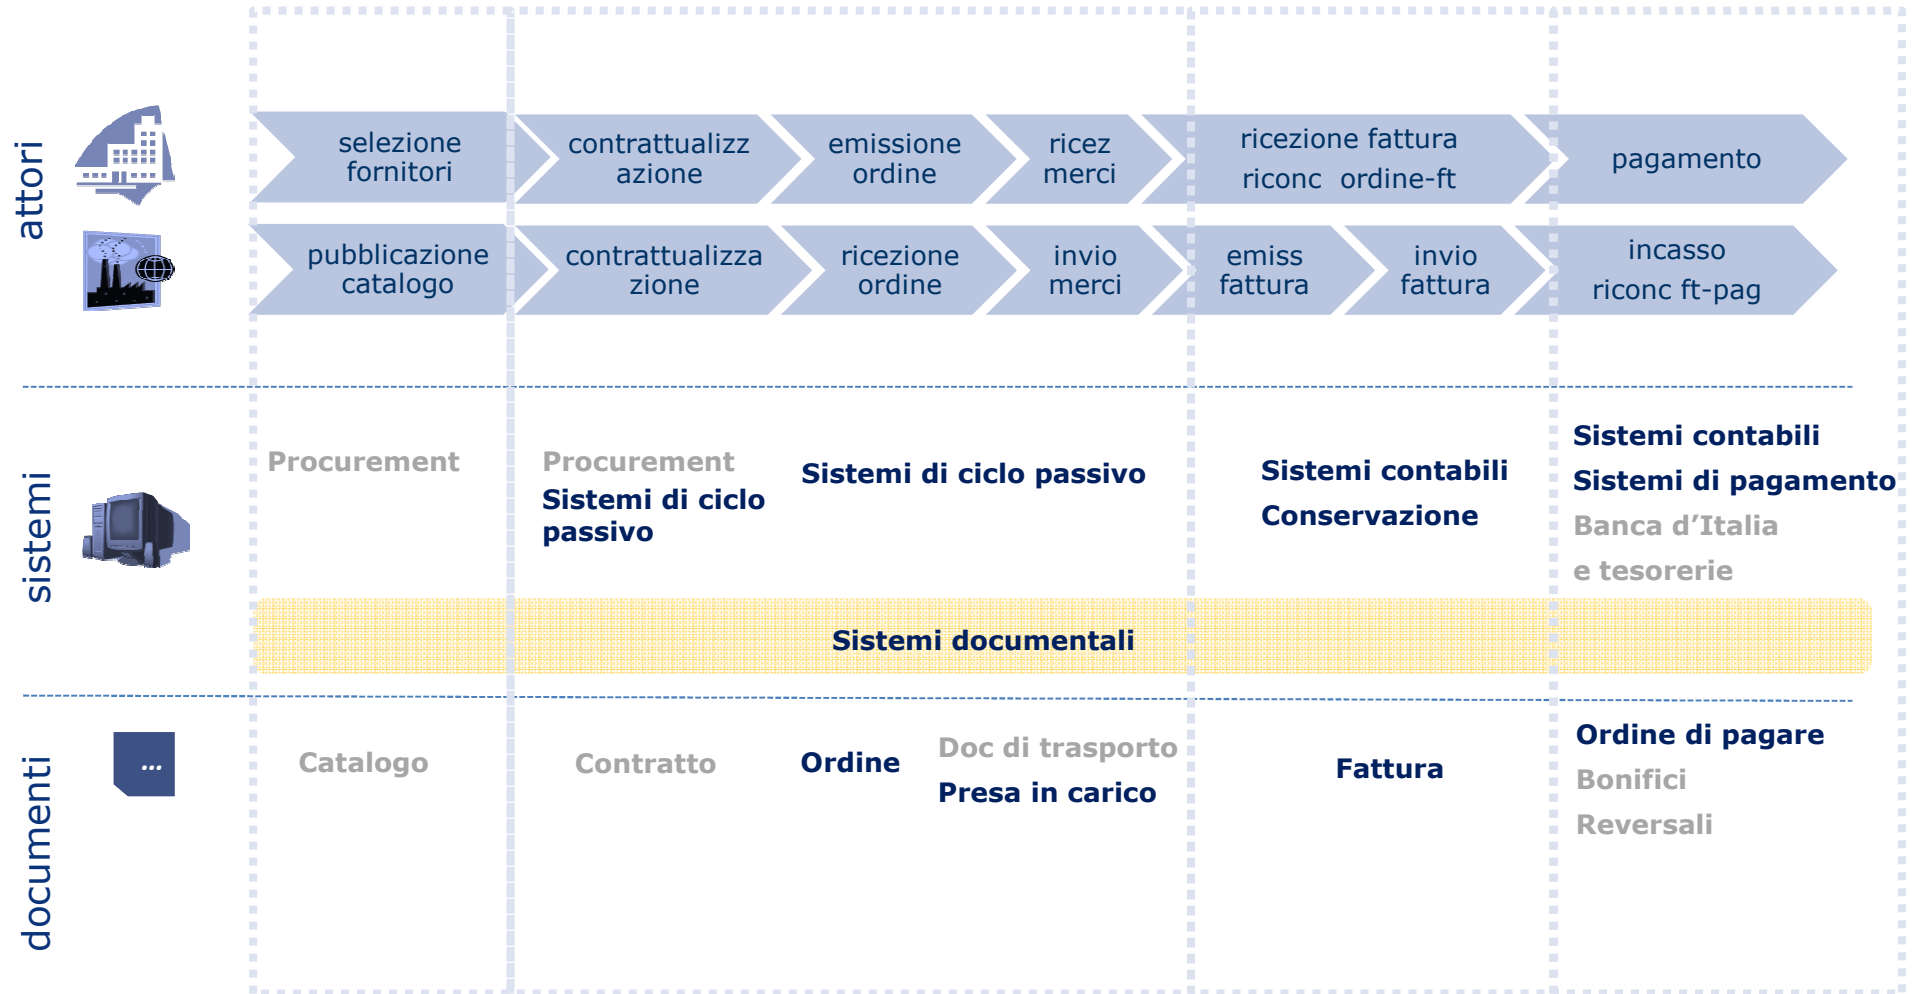 attori
selezione
fornitori
contrattualizz
azione
emissione
ordine
ricez
merci
ricezione fattura
riconc ordine-ft
pagamento
pubblicazione
catalogo
contrattualizza
zione
ricezione
ordine
invio
merci
emiss
fattura
invio
fattura
incasso
riconc ft-pag
sistemi
Procurement
Procurement
Sistemi di ciclo
passivo
Sistemi di ciclo passivo
Sistemi contabili
Conservazione
Sistemi contabili
Sistemi di pagamento
Banca d’Italia
e tesorerie
Sistemi documentali
documenti
...
Catalogo
Contratto
Ordine
Doc di trasporto
Presa in carico
Fattura
Ordine di pagare
Bonifici
Reversali